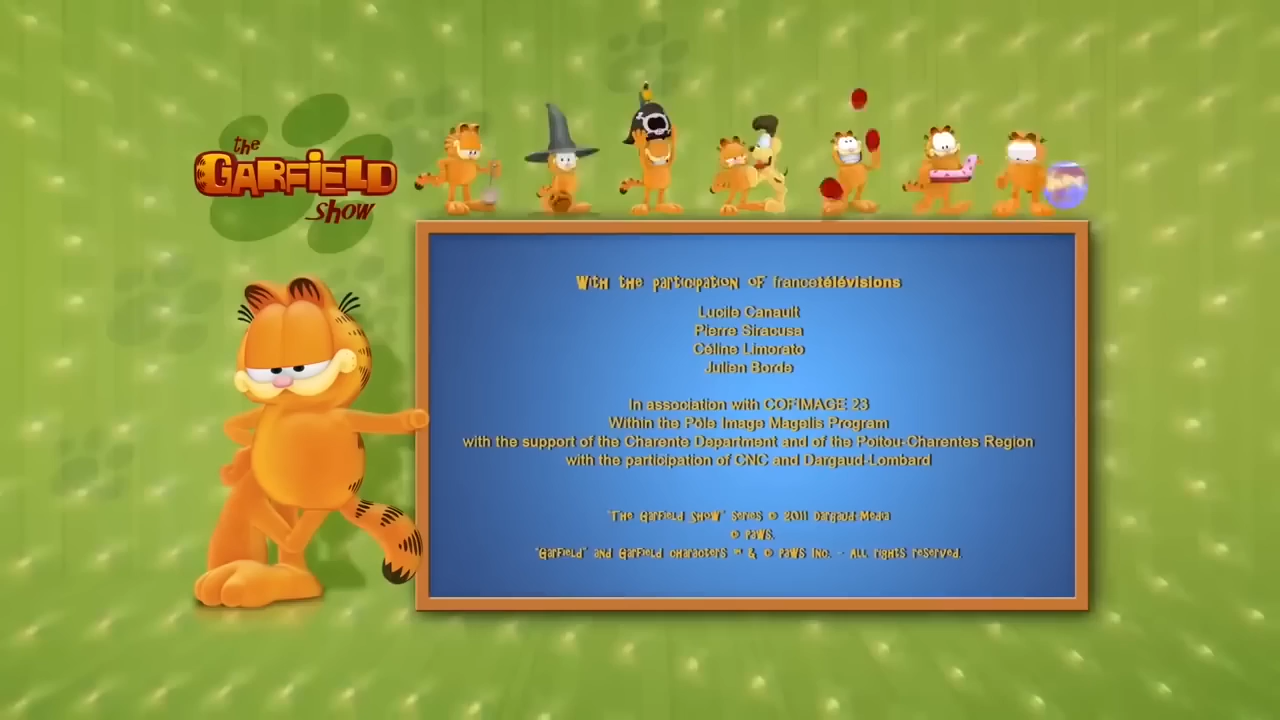 the
GARFIELD
show
With the participation of francetélévisions
Lucile Canault
Pierre Siracusa
Céline Limorato
Julien Borde
In association with COFIMAGE 23
Within the Pôle Image Magelis Program
with the support of the Charente Department and of the Poitou-Charentes Region
with the participation of CNC and Dargaud-Lombard
"The Garfield Show" series © 2011 Dargaud Media
© PAWS.
"Garfield" and Garfield characters ™ & © PAWS INC. - All rights reserved.